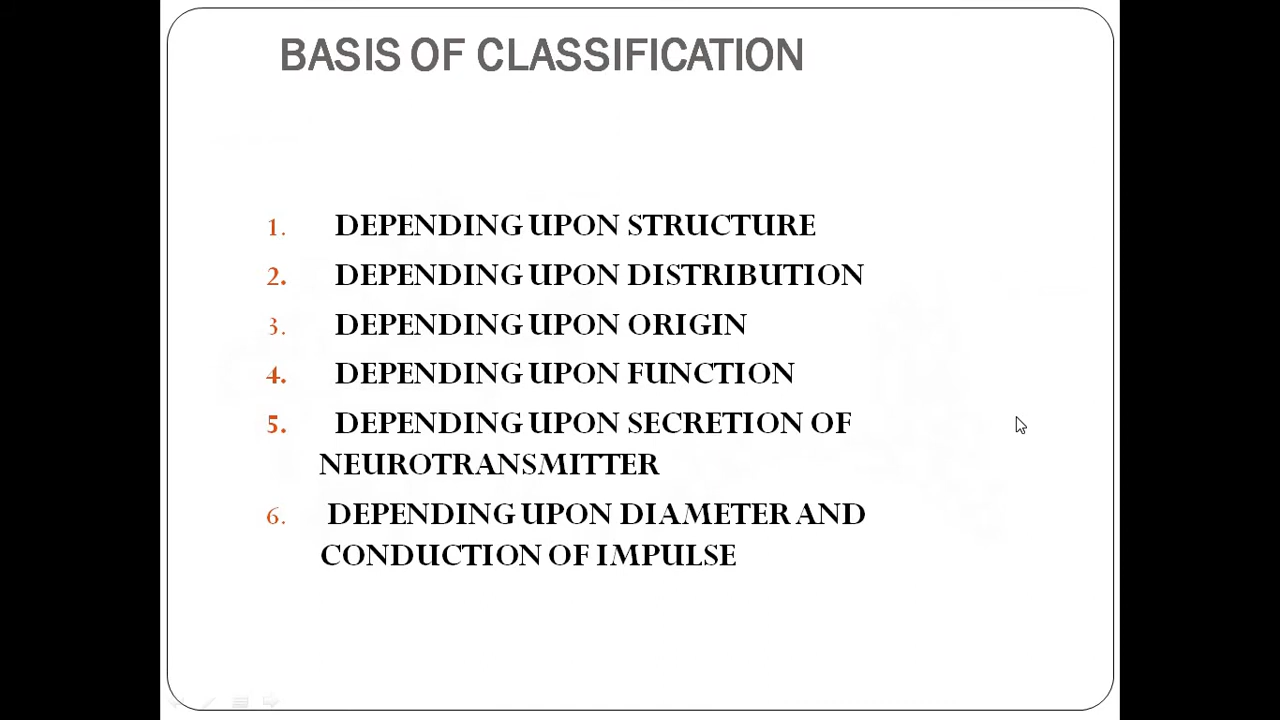 BASIS OF CLASSIFICATION
1. DEPENDING UPON STRUCTURE
2. DEPENDING UPON DISTRIBUTION
3. DEPENDING UPON ORIGIN
4. DEPENDING UPON FUNCTION
5. DEPENDING UPON SECRETION OF
NEUROTRANSMITTER
6. DEPENDING UPON DIAMETER AND
CONDUCTION OF IMPULSE